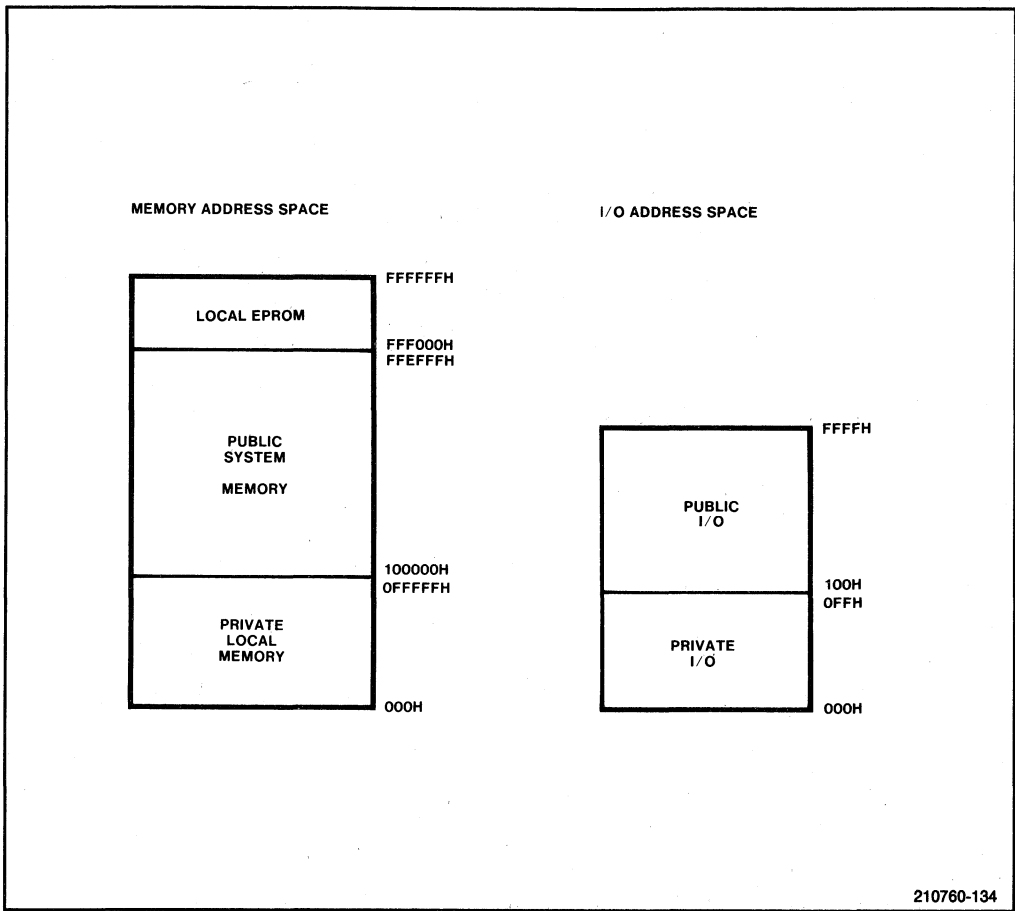 MEMORY ADDRESS SPACE
FFFFFFH
LOCAL EPROM
FFF000H
FFEFFFH
PUBLIC
SYSTEM
MEMORY
100000H
0FFFFFH
PRIVATE
LOCAL
MEMORY
000H
I/O ADDRESS SPACE
FFFFH
PUBLIC
I/O
100H
0FFH
PRIVATE
I/O
000H
210760-134